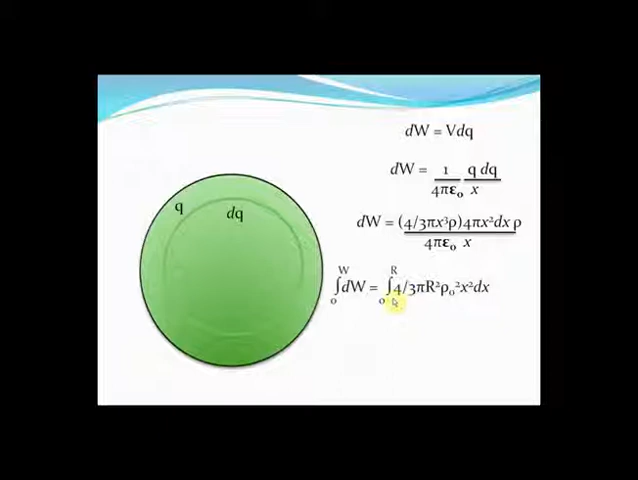 dW = Vdq
dW = 1 q dq
4πε₀ x
q
dq
dW = (4/3πx³ρ)4πx²dx ρ
4πε₀ x
W R
∫dW = ∫4/3πR²ρ₀²x²dx
0 0